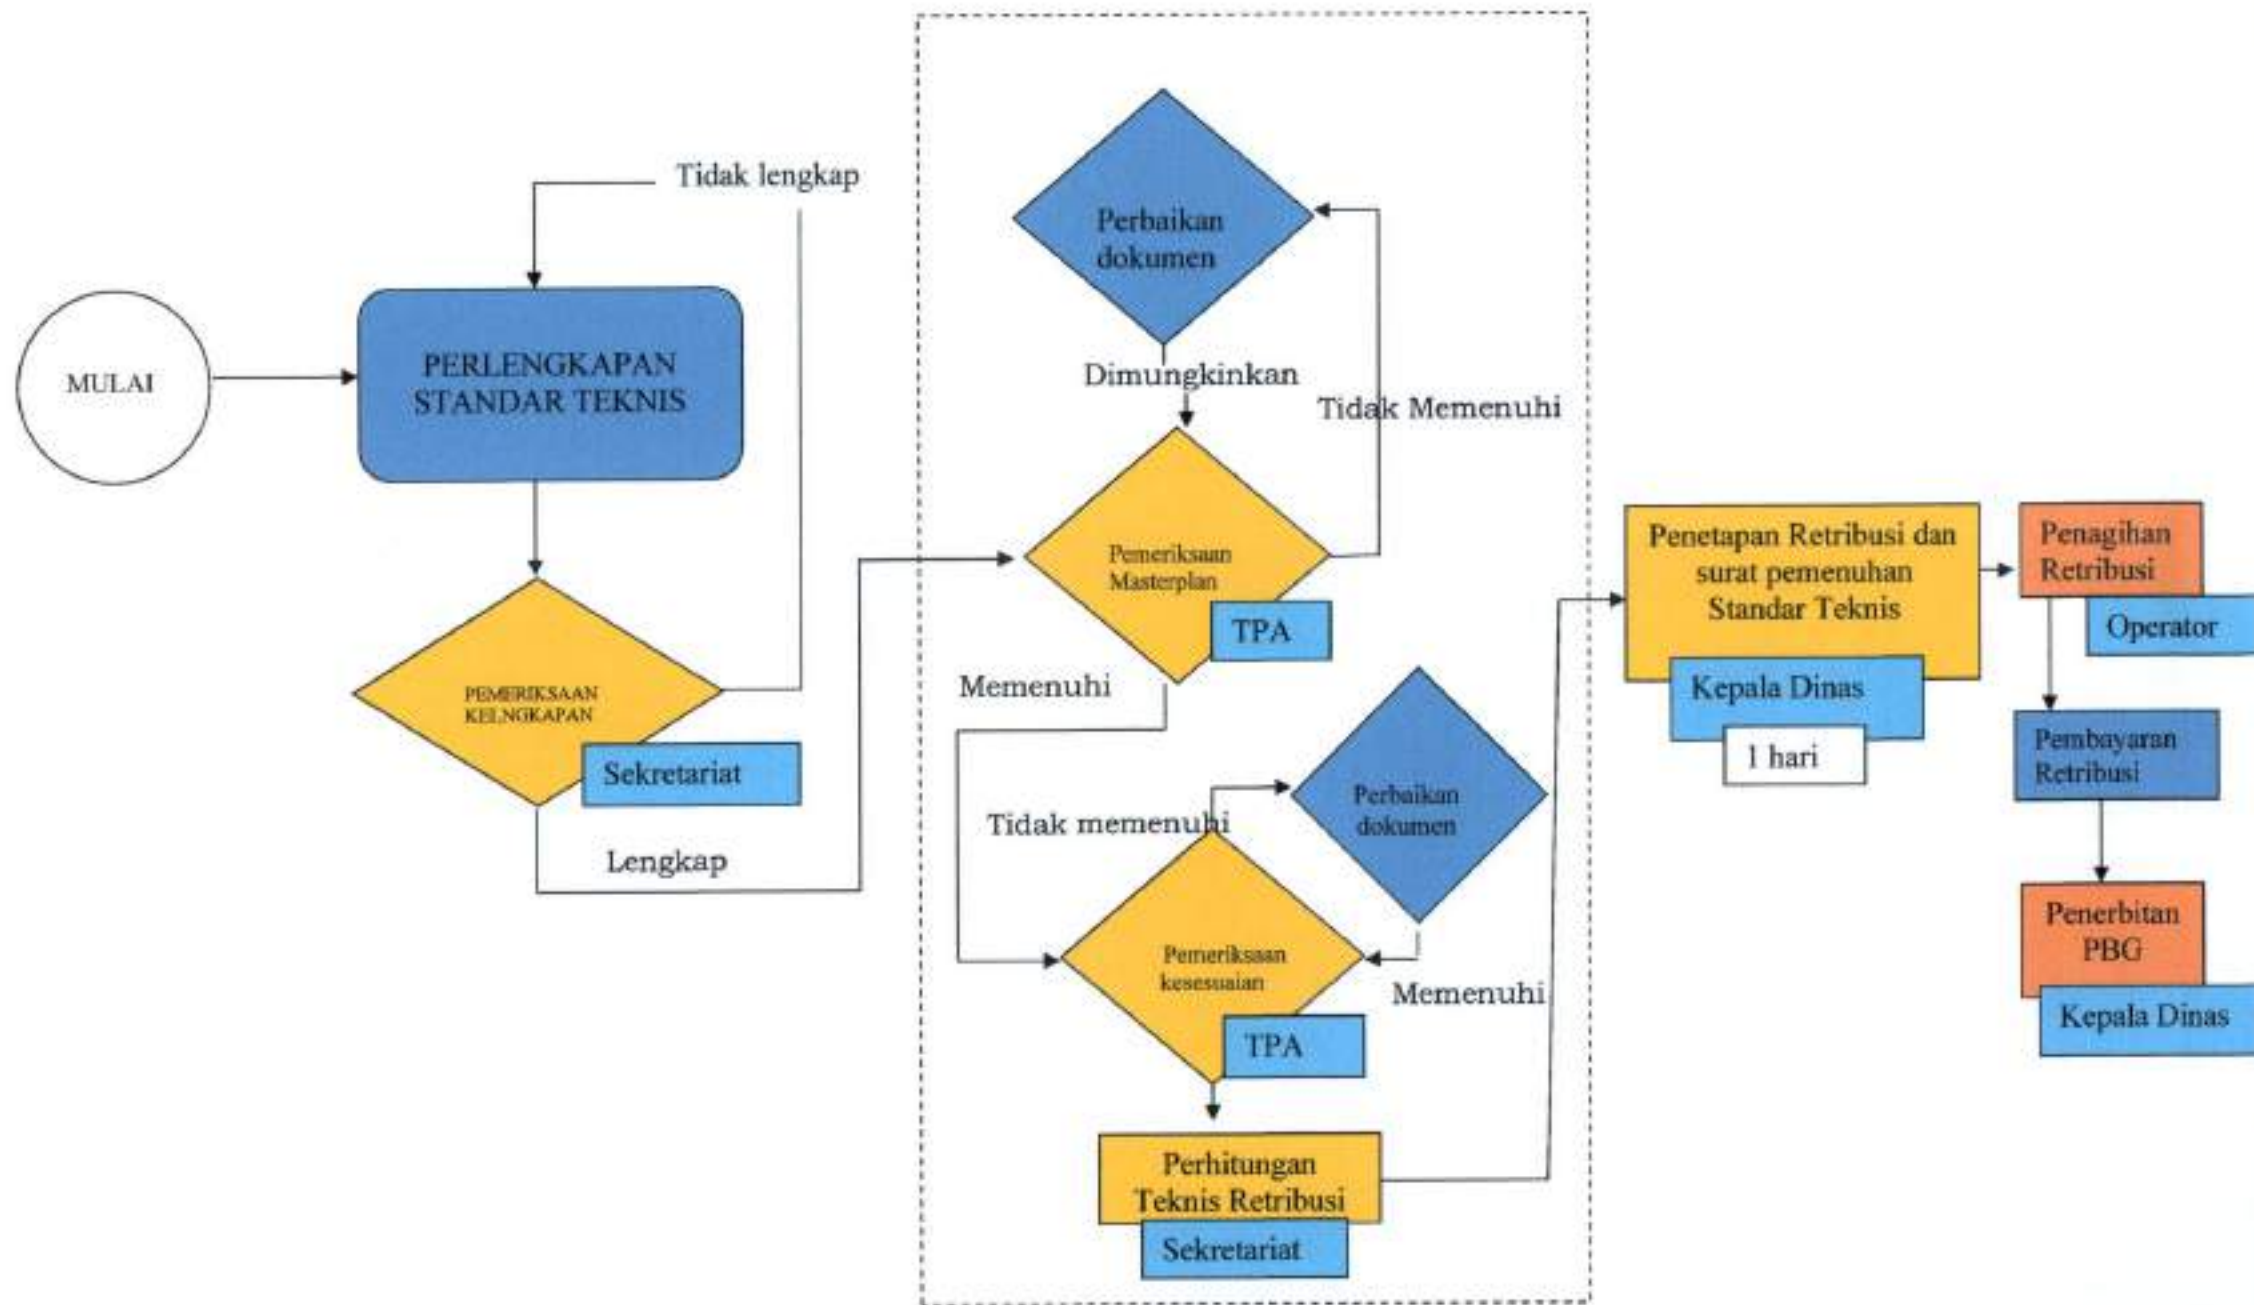 Tidak lengkap
MULAI
PERLENGKAPAN
STANDAR TEKNIS
PEMERIKSAAN
KELNGKAPAN
Sekretariat
Lengkap
Perbaikan
dokumen
Dimungkinkan
Tidak Memenuhi
Pemeriksaan
Masterplan
TPA
Memenuhi
Tidak memenuhi
Perbaikan
dokumen
Pemeriksaan
kesesuaian
Memenuhi
TPA
Perhitungan
Teknis Retribusi
Sekretariat
Penetapan Retribusi dan
surat pemenuhan
Standar Teknis
Kepala Dinas
1 hari
Penagihan
Retribusi
Operator
Pembayaran
Retribusi
Penerbitan
PBG
Kepala Dinas